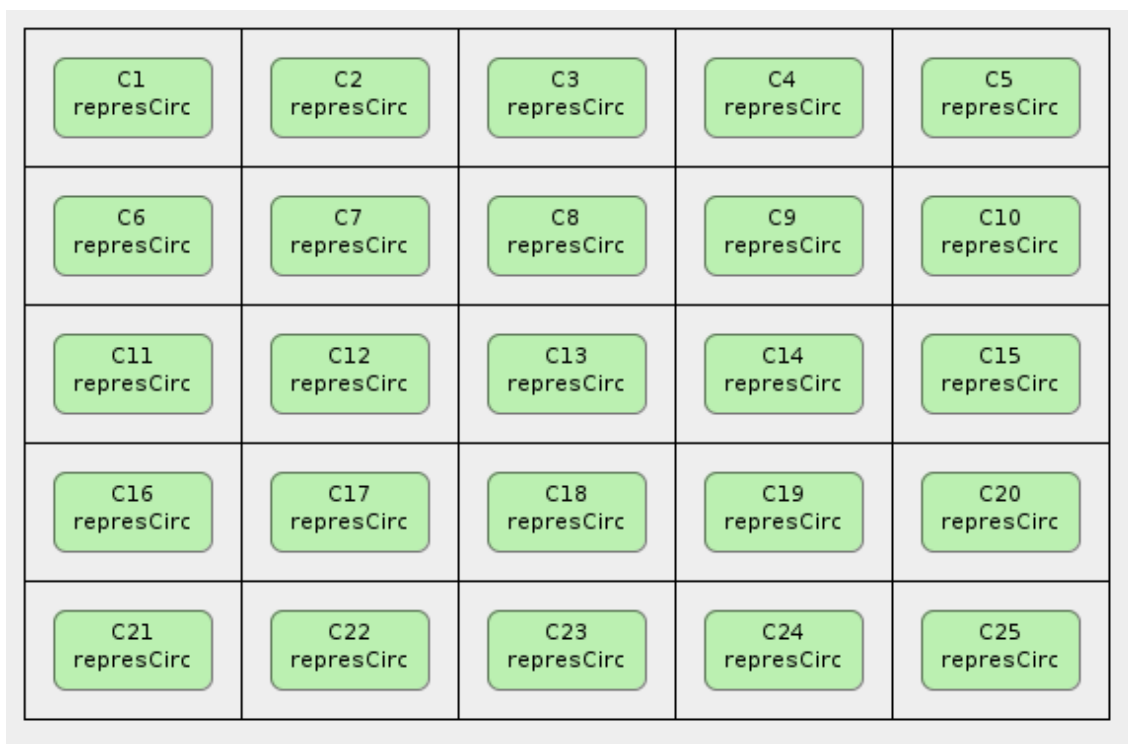 C1
represCirc
C2
represCirc
C3
represCirc
C4
represCirc
C5
represCirc
C6
represCirc
C7
represCirc
C8
represCirc
C9
represCirc
C10
represCirc
C11
represCirc
C12
represCirc
C13
represCirc
C14
represCirc
C15
represCirc
C16
represCirc
C17
represCirc
C18
represCirc
C19
represCirc
C20
represCirc
C21
represCirc
C22
represCirc
C23
represCirc
C24
represCirc
C25
represCirc